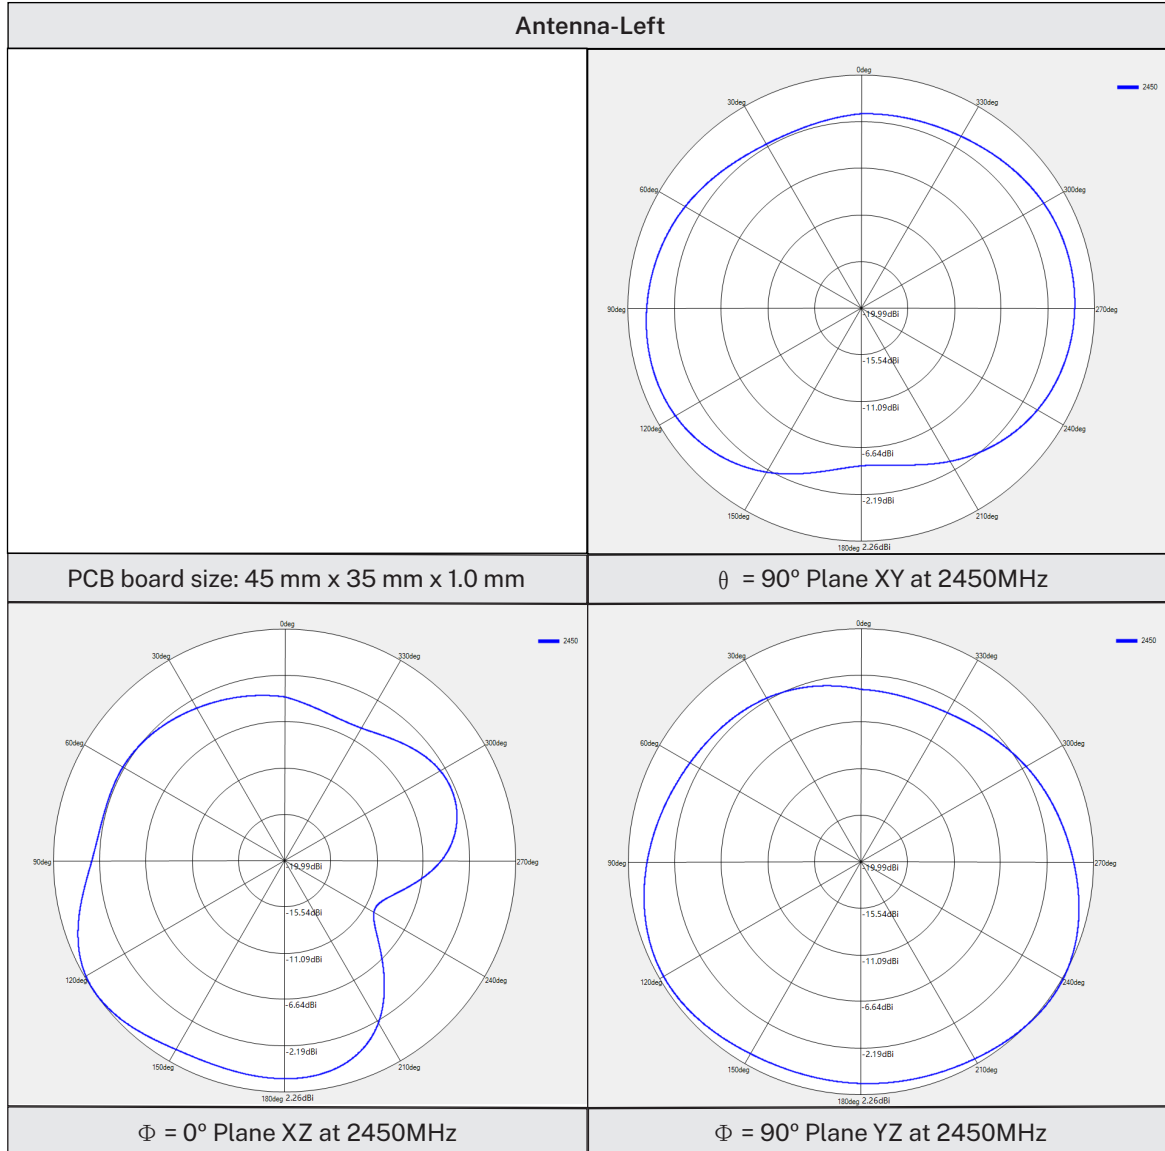 Antenna-Left
0deg
2450
30deg
330deg
60deg
300deg
90deg
-19.99dBi
270deg
-15.54dBi
-11.09dBi
120deg
240deg
-6.64dBi
-2.19dBi
150deg
210deg
180deg 2.26dBi
PCB board size: 45 mm x 35 mm x 1.0 mm
θ = 90º Plane XY at 2450MHz
0deg
2450
30deg
330deg
60deg
300deg
90deg
-19.99dBi
270deg
-15.54dBi
-11.09dBi
120deg
240deg
-6.64dBi
-2.19dBi
150deg
210deg
180deg 2.26dBi
Φ = 0º Plane XZ at 2450MHz
0deg
2450
30deg
330deg
60deg
300deg
90deg
-19.99dBi
270deg
-15.54dBi
-11.09dBi
120deg
240deg
-6.64dBi
-2.19dBi
150deg
210deg
180deg 2.26dBi
Φ = 90º Plane YZ at 2450MHz